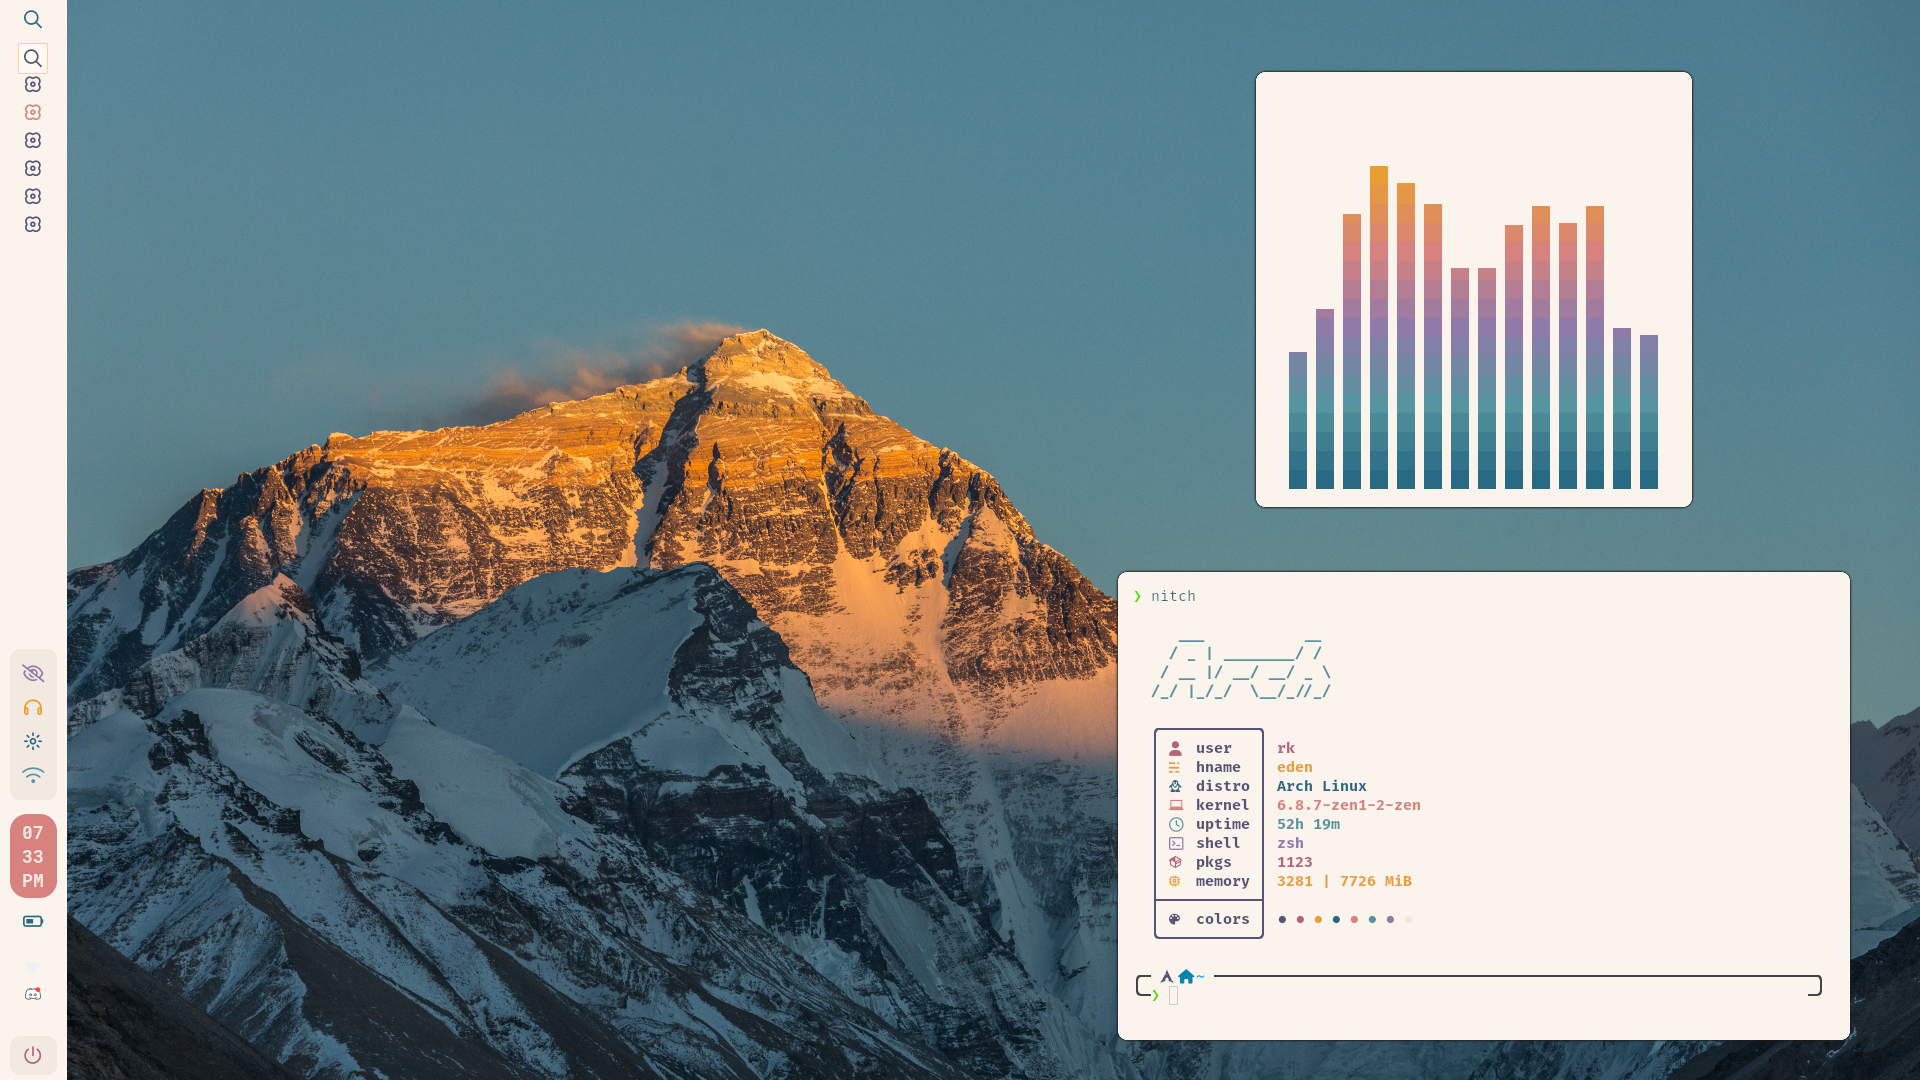 07
33
PM
❯ nitch
user rk
hname eden
distro Arch Linux
kernel 6.8.7-zen1-2-zen
uptime 52h 19m
shell zsh
pkgs 1123
memory 3281 | 7726 MiB
colors
~
❯